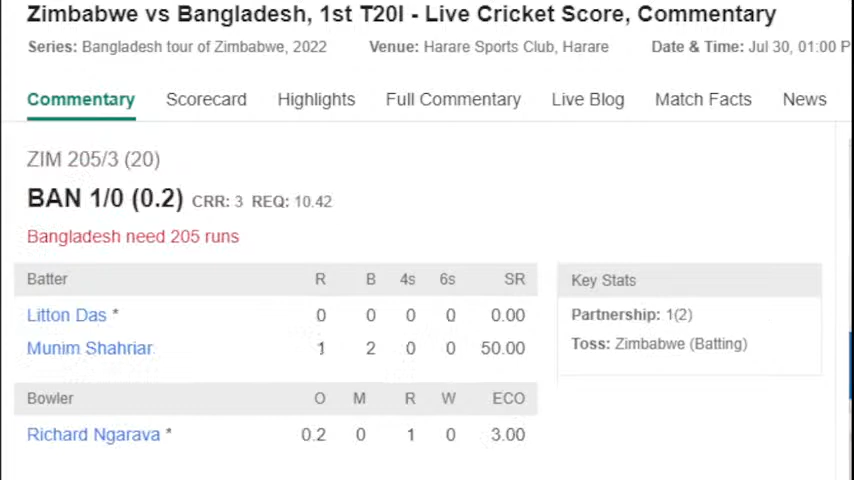 Zimbabwe vs Bangladesh, 1st T20I - Live Cricket Score, Commentary
Series: Bangladesh tour of Zimbabwe, 2022 Venue: Harare Sports Club, Harare Date & Time: Jul 30, 01:00 P
Commentary Scorecard Highlights Full Commentary Live Blog Match Facts News
ZIM 205/3 (20)
BAN 1/0 (0.2) CRR: 3 REQ: 10.42
Bangladesh need 205 runs
Batter R B 4s 6s SR
Litton Das * 0 0 0 0 0.00
Munim Shahriar 1 2 0 0 50.00
Bowler O M R W ECO
Richard Ngarava * 0.2 0 1 0 3.00
Key Stats
Partnership: 1(2)
Toss: Zimbabwe (Batting)